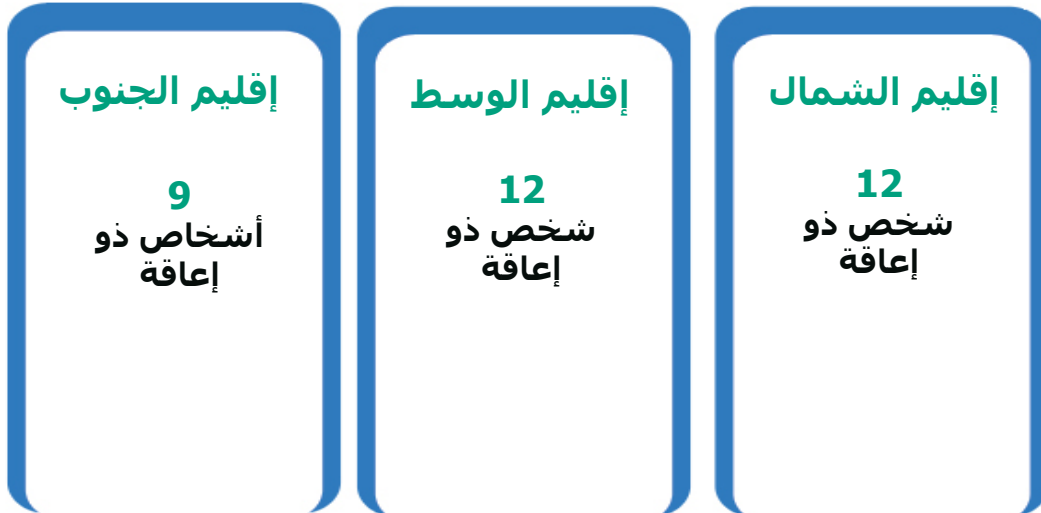 إقليم الشمال
12
شخص ذو
إعاقة
إقليم الوسط
12
شخص ذو
إعاقة
إقليم الجنوب
9
أشخاص ذو
إعاقة